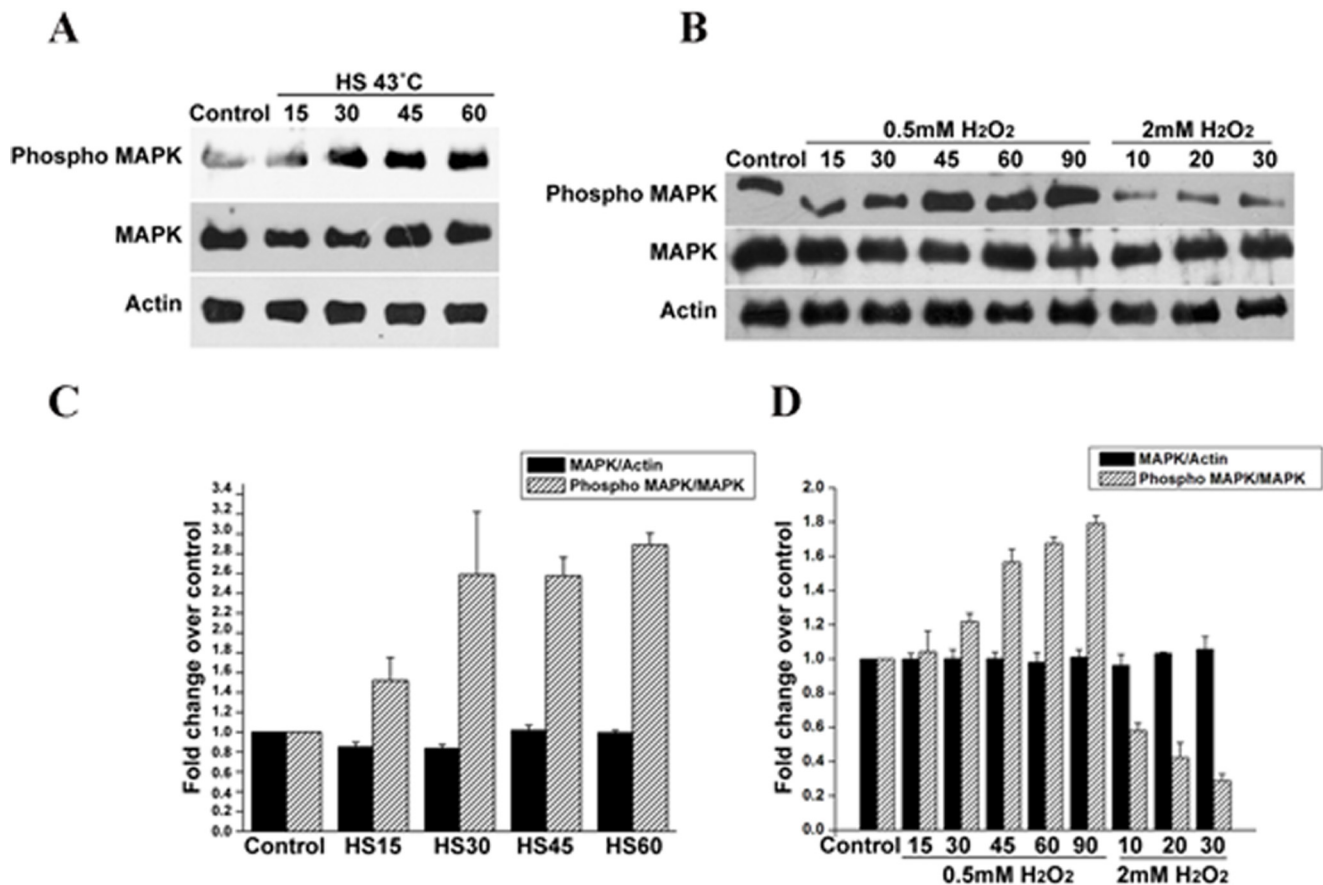 A
HS 43°C
Control 15 30 45 60
Phospho MAPK
MAPK
Actin
B
0.5mM H2O2 2mM H2O2
Control 15 30 45 60 90 10 20 30
Phospho MAPK
MAPK
Actin
C
MAPK/Actin
Phospho MAPK/MAPK
Fold change over control
3.4
3.2
3.0
2.8
2.6
2.4
2.2
2.0
1.8
1.6
1.4
1.2
1.0
0.8
0.6
0.4
0.2
0.0
Control HS15 HS30 HS45 HS60
D
MAPK/Actin
Phospho MAPK/MAPK
Fold change over control
2.0
1.8
1.6
1.4
1.2
1.0
0.8
0.6
0.4
0.2
0.0
Control 15 30 45 60 90 10 20 30
0.5mM H2O2 2mM H2O2